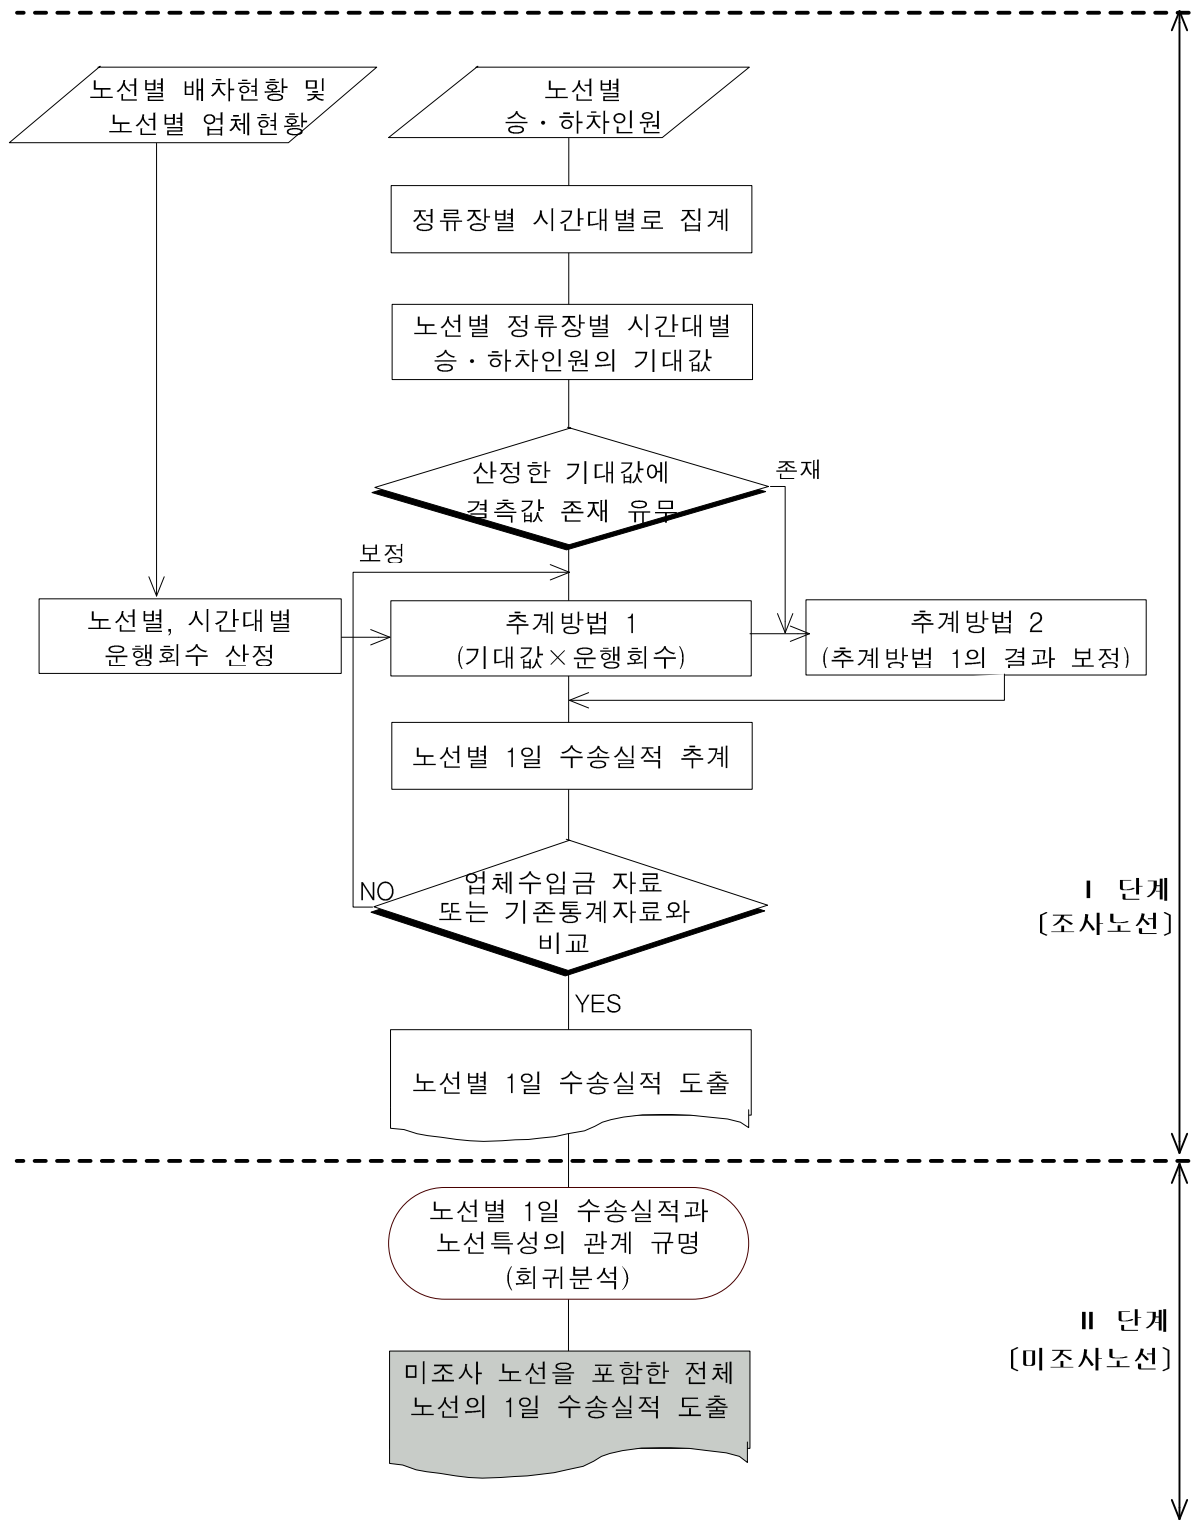 노선별 배차현황 및
노선별 업체현황
노선별
승·하차인원
정류장별 시간대별로 집계
노선별 정류장별 시간대별
승·하차인원의 기대값
산정한 기대값에
결측값 존재 유무
존재
보정
노선별, 시간대별
운행회수 산정
추계방법 1
(기대값×운행회수)
추계방법 2
(추계방법 1의 결과 보정)
노선별 1일 수송실적 추계
NO
업체수입금 자료
또는 기존통계자료와
비교
YES
Ⅰ 단계
(조사노선)
노선별 1일 수송실적 도출
노선별 1일 수송실적과
노선특성의 관계 규명
(회귀분석)
Ⅱ 단계
(미조사노선)
미조사 노선을 포함한 전체
노선의 1일 수송실적 도출